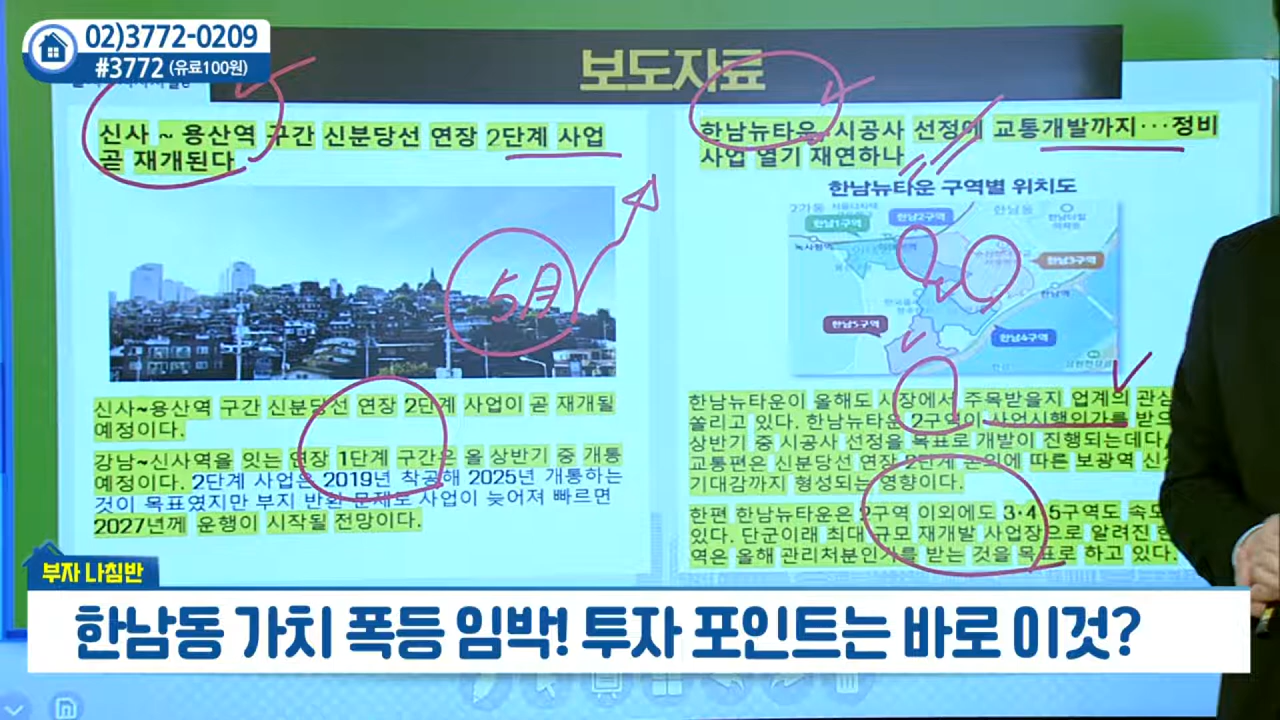 02)3772-0209
#3772 (유료100원)
보도자료
신사 ~ 용산역 구간 신분당선 연장 2단계 사업
곧 재개된다
5月
신사~용산역 구간 신분당선 연장 2단계 사업이 곧 재개될
예정이다.
강남~신사역을 잇는 연장 1단계 구간은 올 상반기 중 개통
예정이다. 2단계 사업은 2019년 착공해 2025년 개통하는
것이 목표였지만 부지 반환 문제로 사업이 늦어져 빠르면
2027년께 운행이 시작될 전망이다.
한남뉴타운, 시공사 선정에 교통개발까지…정비
사업 열기 재연하나
한남뉴타운 구역별 위치도
한남동
한남1구역
한남2구역
한남3구역
한남역
한남5구역
한남4구역
한남뉴타운이 올해도 시장에서 주목받을지 업계의 관심
쏠리고 있다. 한남뉴타운 2구역이 사업시행인가를 받으
상반기 중 시공사 선정을 목표로 개발이 진행되는데다,
교통편은 신분당선 연장 2단계 논의에 따른 보광역 신
기대감까지 형성되는 영향이다.
한편 한남뉴타운은 2구역 이외에도 3·4·5구역도 속도
있다. 단군이래 최대 규모 재개발 사업장으로 알려진 한
역은 올해 관리처분인가를 받는 것을 목표로 하고 있다.
부자 나침반
한남동 가치 폭등 임박! 투자 포인트는 바로 이것?